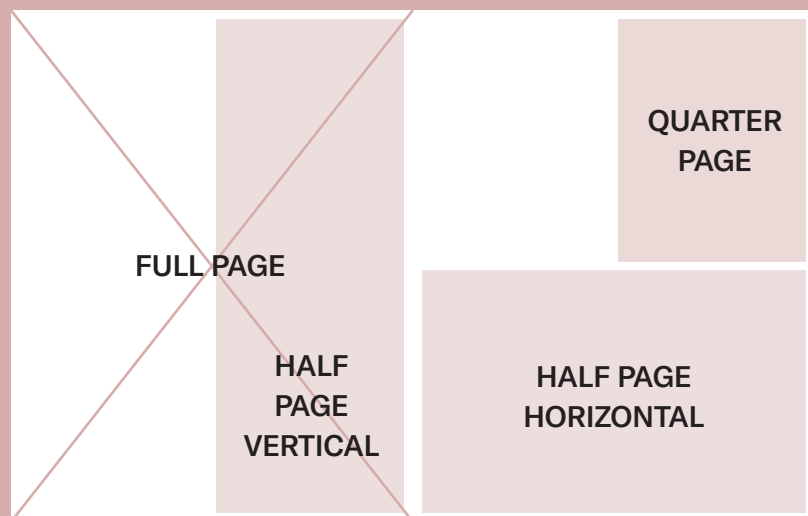 FULL PAGE
HALF
PAGE
VERTICAL
QUARTER
PAGE
HALF PAGE
HORIZONTAL